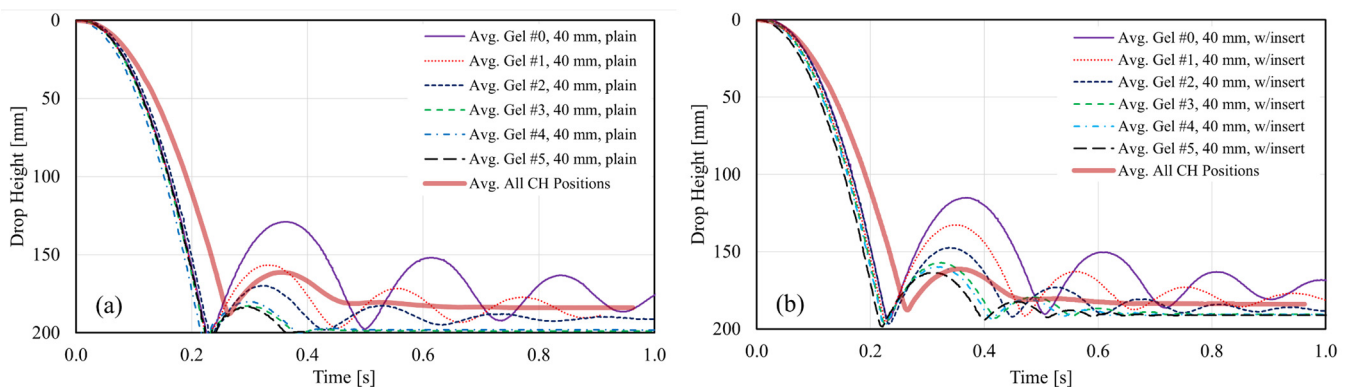 0
50
100
150
200
Drop Height [mm]
Avg. Gel #0, 40 mm, plain
Avg. Gel #1, 40 mm, plain
Avg. Gel #2, 40 mm, plain
Avg. Gel #3, 40 mm, plain
Avg. Gel #4, 40 mm, plain
Avg. Gel #5, 40 mm, plain
Avg. All CH Positions
(a)
0.0 0.2 0.4 0.6 0.8 1.0
Time [s]
0
50
100
150
200
Drop Height [mm]
Avg. Gel #0, 40 mm, w/insert
Avg. Gel #1, 40 mm, w/insert
Avg. Gel #2, 40 mm, w/insert
Avg. Gel #3, 40 mm, w/insert
Avg. Gel #4, 40 mm, w/insert
Avg. Gel #5, 40 mm, w/insert
Avg. All CH Positions
(b)
0.0 0.2 0.4 0.6 0.8 1.0
Time [s]